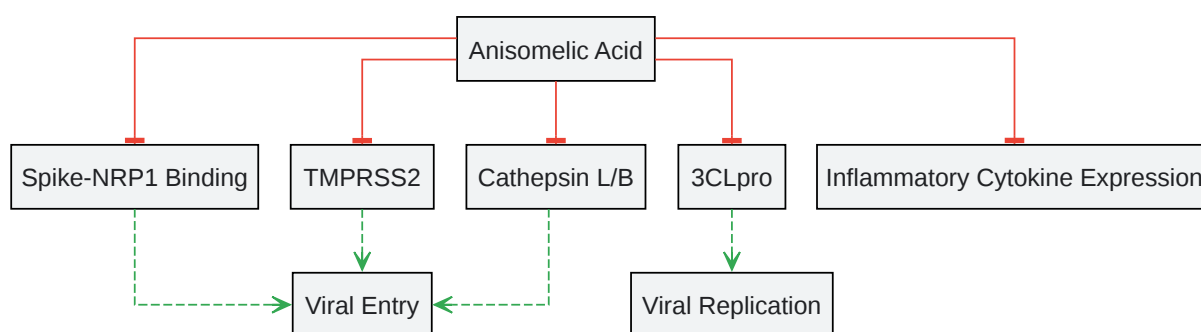 Anisomelic Acid
Spike-NRP1 Binding
TMPRSS2
Cathepsin L/B
3CLpro
Inflammatory Cytokine Expression
Viral Entry
Viral Replication